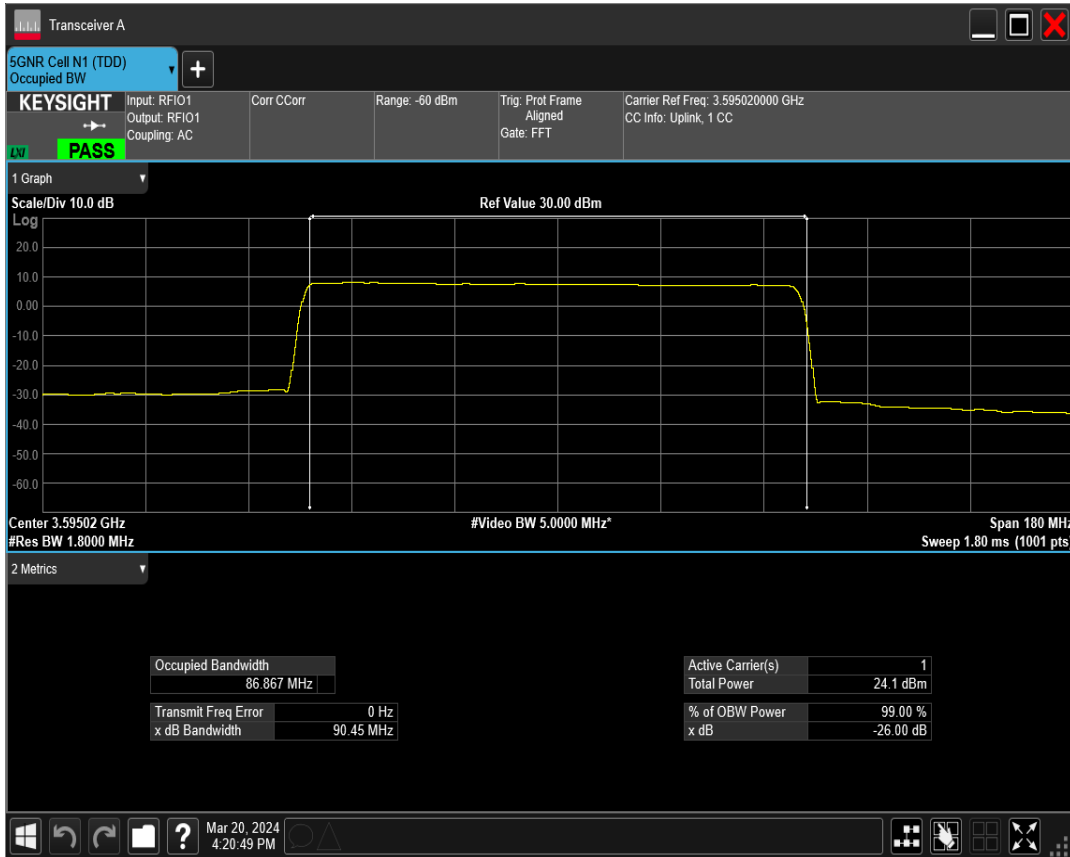 Transceiver A
5GNR Cell N1 (TDD)
Occupied BW
+
KEYSIGHT
LXI
PASS
Input: RFIO1
Output: RFIO1
Coupling: AC
Corr CCorr
Range: -60 dBm
Trig: Prot Frame
Aligned
Gate: FFT
Carrier Ref Freq: 3.595020000 GHz
CC Info: Uplink, 1 CC
1 Graph
Scale/Div 10.0 dB
Ref Value 30.00 dBm
Log
20.0
10.0
0.00
-10.0
-20.0
-30.0
-40.0
-50.0
-60.0
Center 3.59502 GHz
#Video BW 5.0000 MHz*
Span 180 MHz
#Res BW 1.8000 MHz
Sweep 1.80 ms (1001 pts)
2 Metrics
Occupied Bandwidth
86.867 MHz
Transmit Freq Error 0 Hz
x dB Bandwidth 90.45 MHz
Active Carrier(s) 1
Total Power 24.1 dBm
% of OBW Power 99.00 %
x dB -26.00 dB
?
Mar 20, 2024
4:20:49 PM